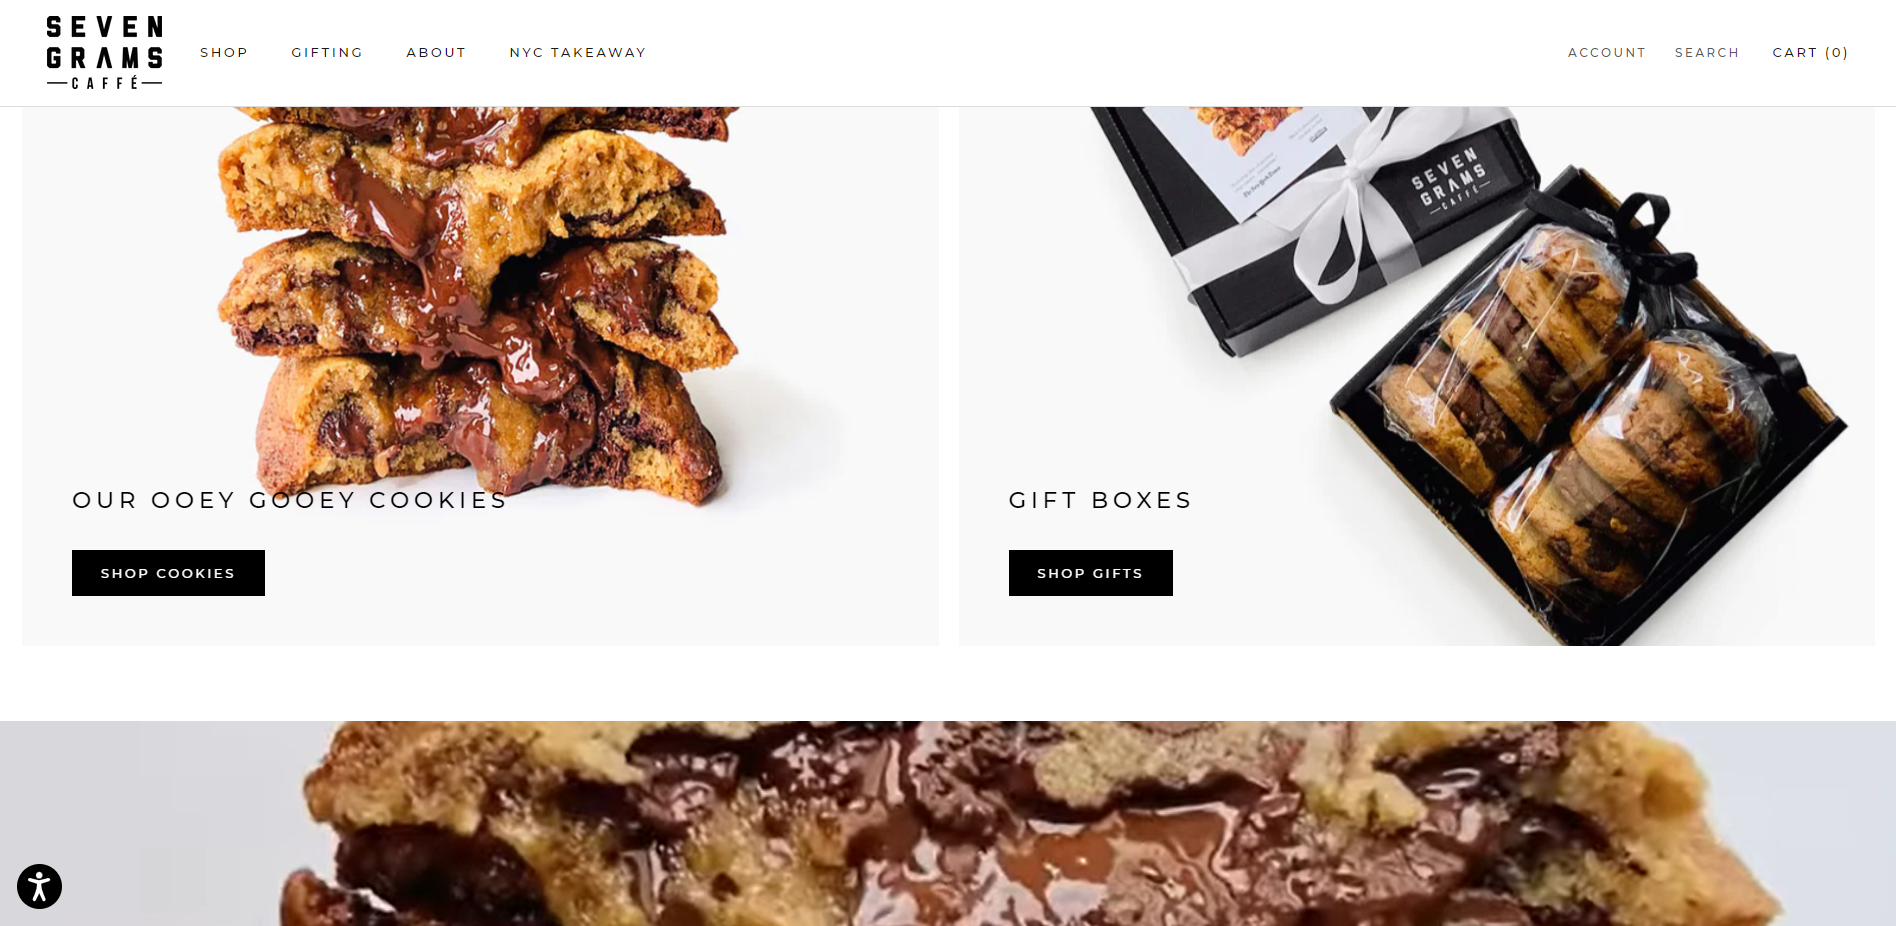 SEVEN
GRAMS
CAFFÉ
SHOP
GIFTING
ABOUT
NYC TAKEAWAY
ACCOUNT
SEARCH
CART (0)
SEVEN
GRAMS
CAFFÉ
OUR OOEY GOOEY COOKIES
SHOP COOKIES
GIFT BOXES
SHOP GIFTS